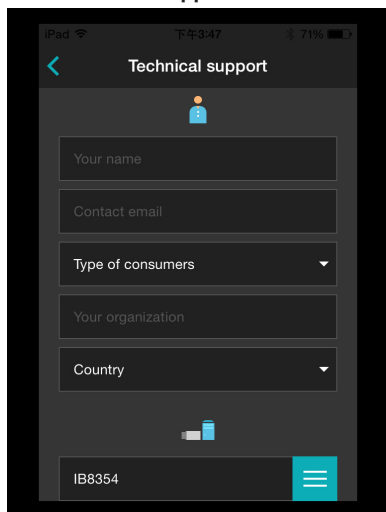 iPad 下午3:47 71%
Technical support
Your name
Contact email
Type of consumers
Your organization
Country
IB8354